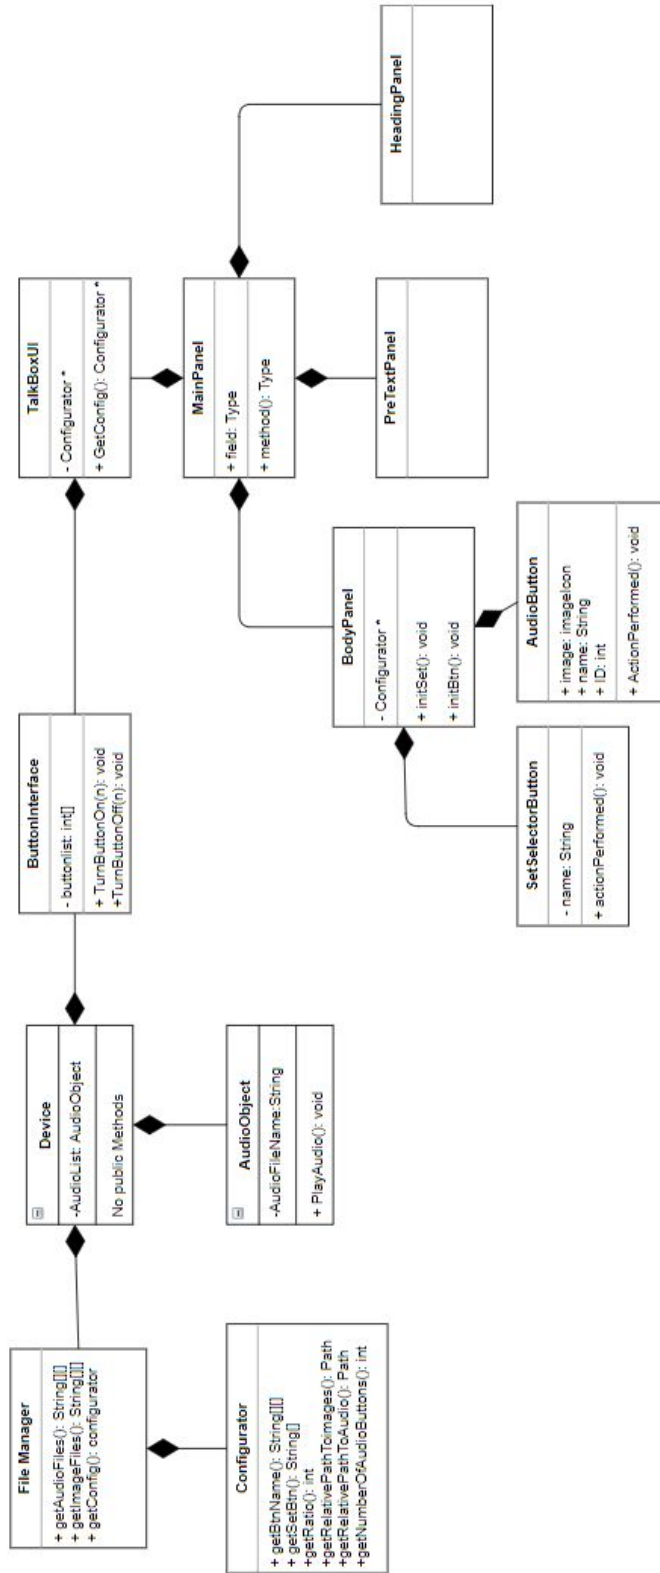 File Manager
+ getAudioFiles(): String[][]
+ getImageFiles(): String[][]
+ getConfig(): configurator
Device
-AudioList: AudioObject
No public Methods
ButtonInterface
- buttonlist: int[]
+ TurnButtonOn(n): void
+TurnButtonOff(n): void
TalkBoxUI
- Configurator *
+ GetConfig(): Configurator *
Configurator
+ getBtnName(): String[][]
+ getSetBtn(): String[]
+getRatio(): int
+getRelativePathToimages(): Path
+getRelativePathToAudio(): Path
+getNumberOfAudioButtons(): int
AudioObject
-AudioFileName:String
+ PlayAudio(): void
MainPanel
+ field: Type
+ method(): Type
BodyPanel
- Configurator *
+ initSet(): void
+ initBtn(): void
PreTextPanel
HeadingPanel
SetSelectorButton
- name: String
+ actionPerformed(): void
AudioButton
+ image: imageIcon
+ name: String
+ ID: int
+ ActionPerformed(): void